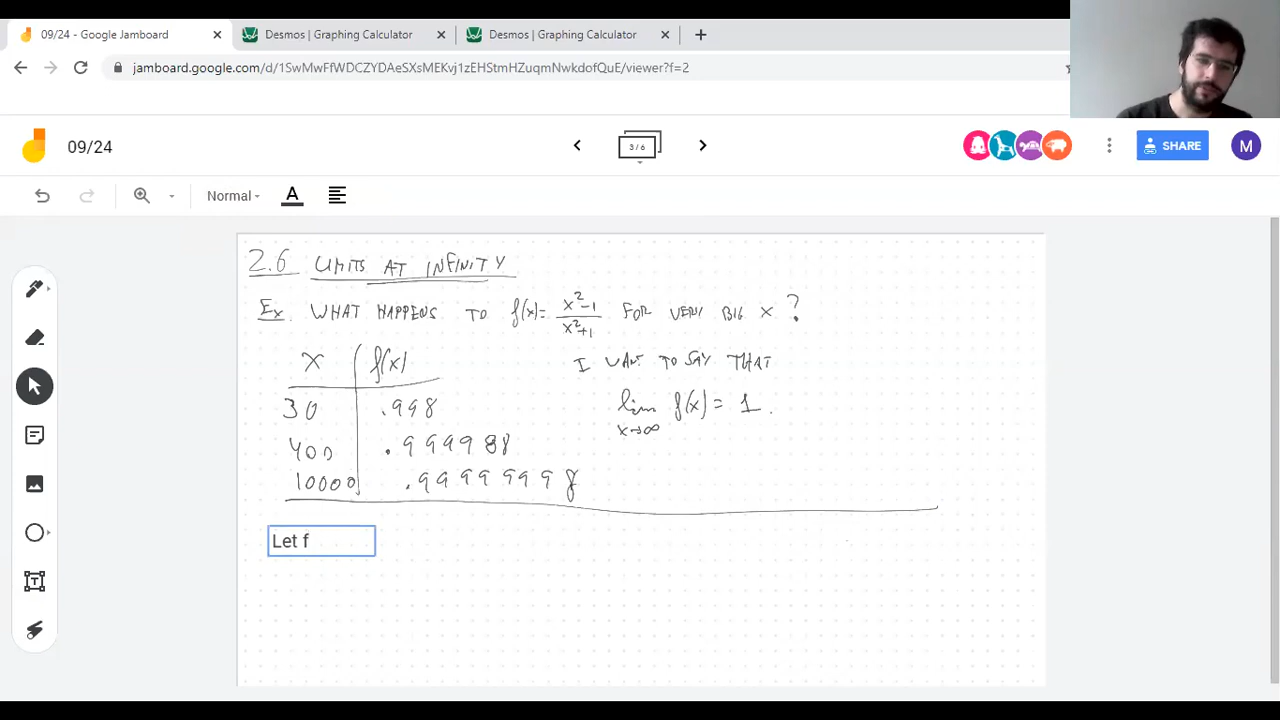 09/24 - Google Jamboard
Desmos | Graphing Calculator
Desmos | Graphing Calculator
jamboard.google.com/d/1SwMwFfWDCZYDAeSXsMEKvj1zEHStmHZuqmNwkdofQuE/viewer?f=2
09/24
3 / 6
SHARE
M
Normal
A
2.6 LIMITS AT INFINITY
Ex. WHAT HAPPENS TO f(x)= x²-1/x²+1 FOR VERY BIG x ?
x f(x)
I WANT TO SAY THAT
30 .998
lim x→∞ f(x) = 1.
400 .999988
10000 .99999998
Let f